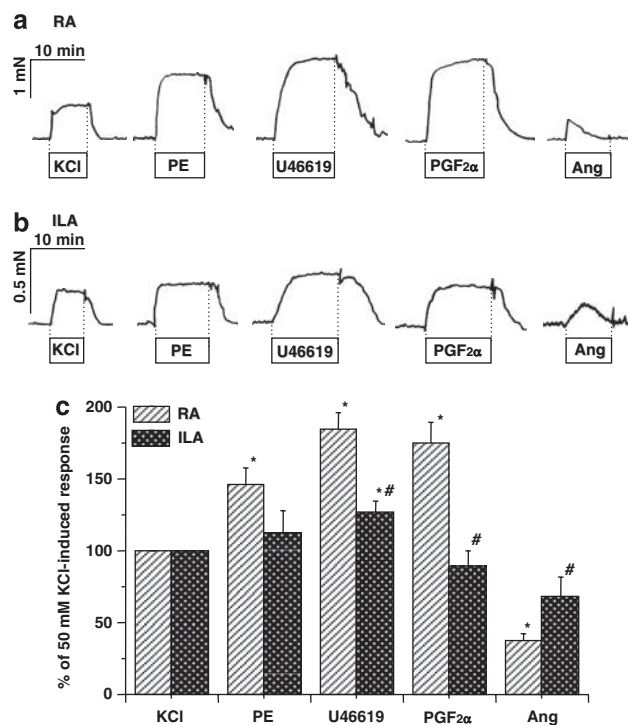 a RA
10 min
1 mN
KCl PE U46619 PGF2α Ang
b ILA
10 min
0.5 mN
KCl PE U46619 PGF2α Ang
c
% of 50 mM KCl-induced response
200
150
100
50
0
RA
ILA
*
*
*# 
*
#
*
#
KCl PE U46619 PGF2α Ang